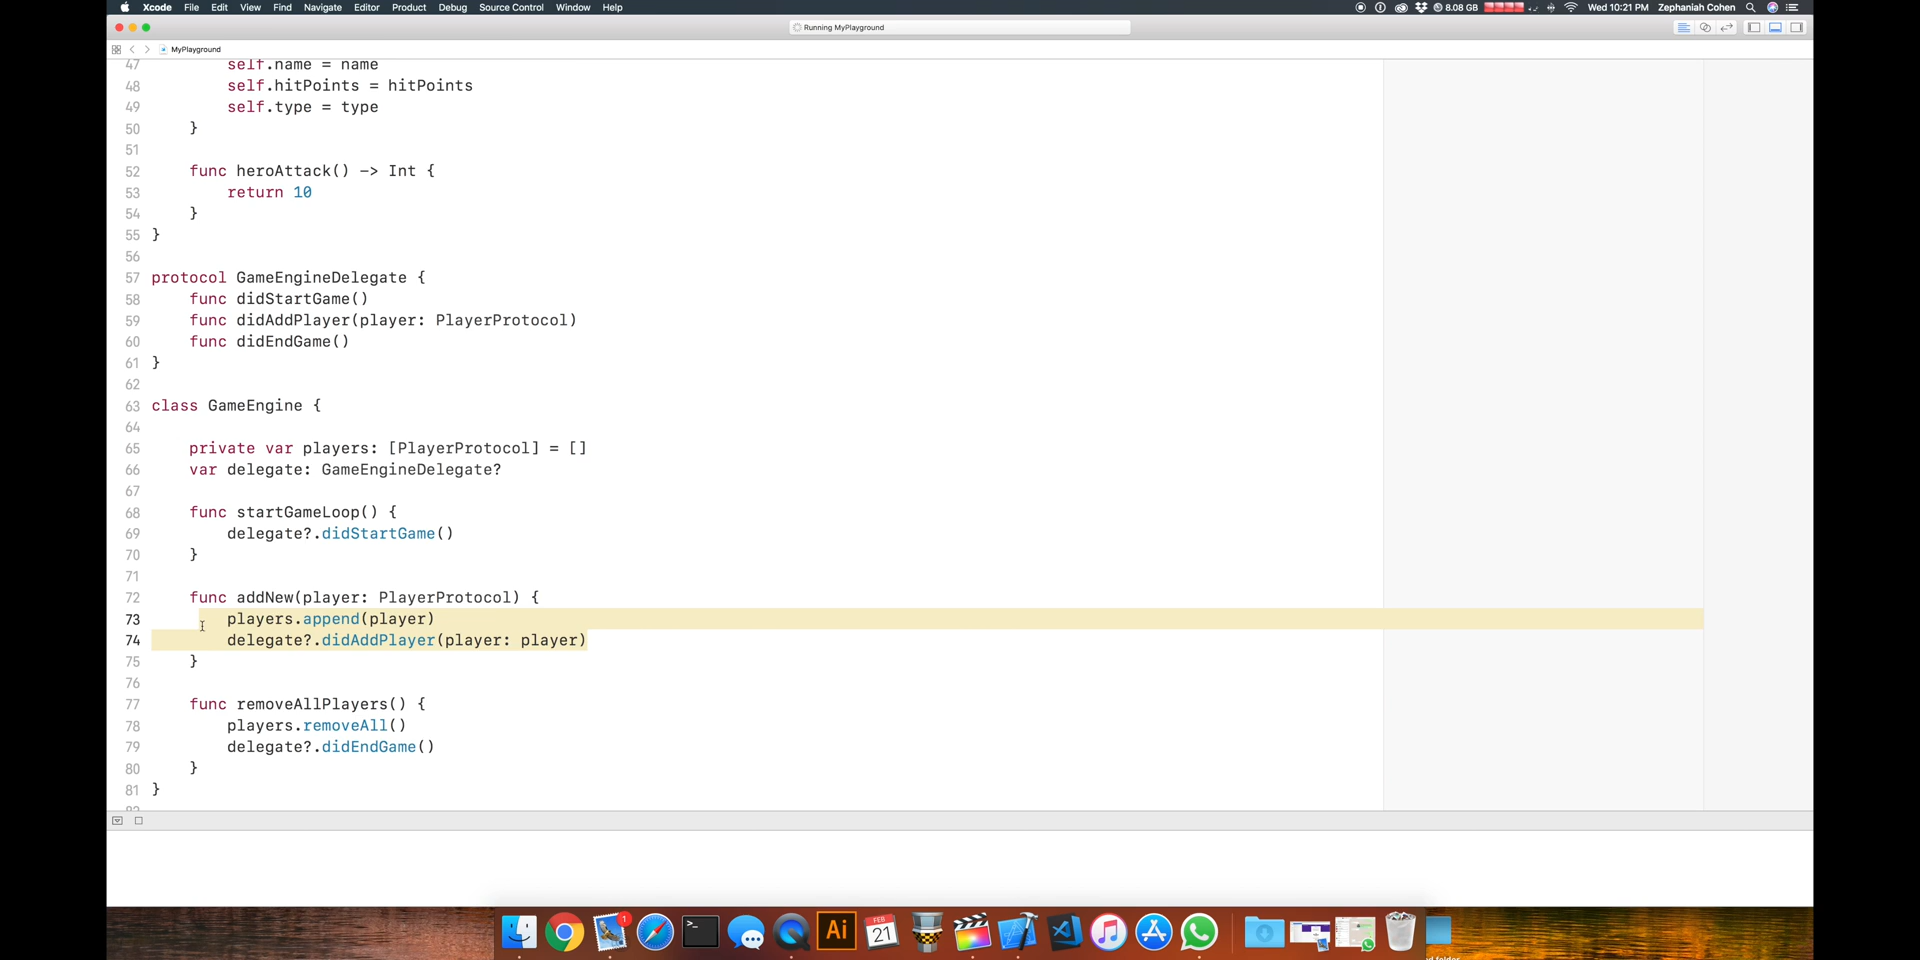 Xcode File Edit View Find Navigate Editor Product Debug Source Control Window Help 8.08 GB Wed 10:21 PM Zephaniah Cohen
Running MyPlayground
MyPlayground
47 self.name = name
48 self.hitPoints = hitPoints
49 self.type = type
50 }
51
52 func heroAttack() -> Int {
53 return 10
54 }
55 }
56
57 protocol GameEngineDelegate {
58 func didStartGame()
59 func didAddPlayer(player: PlayerProtocol)
60 func didEndGame()
61 }
62
63 class GameEngine {
64
65 private var players: [PlayerProtocol] = []
66 var delegate: GameEngineDelegate?
67
68 func startGameLoop() {
69 delegate?.didStartGame()
70 }
71
72 func addNew(player: PlayerProtocol) {
73 players.append(player)
74 delegate?.didAddPlayer(player: player)
75 }
76
77 func removeAllPlayers() {
78 players.removeAll()
79 delegate?.didEndGame()
80 }
81 }
1
Ai
FEB
21